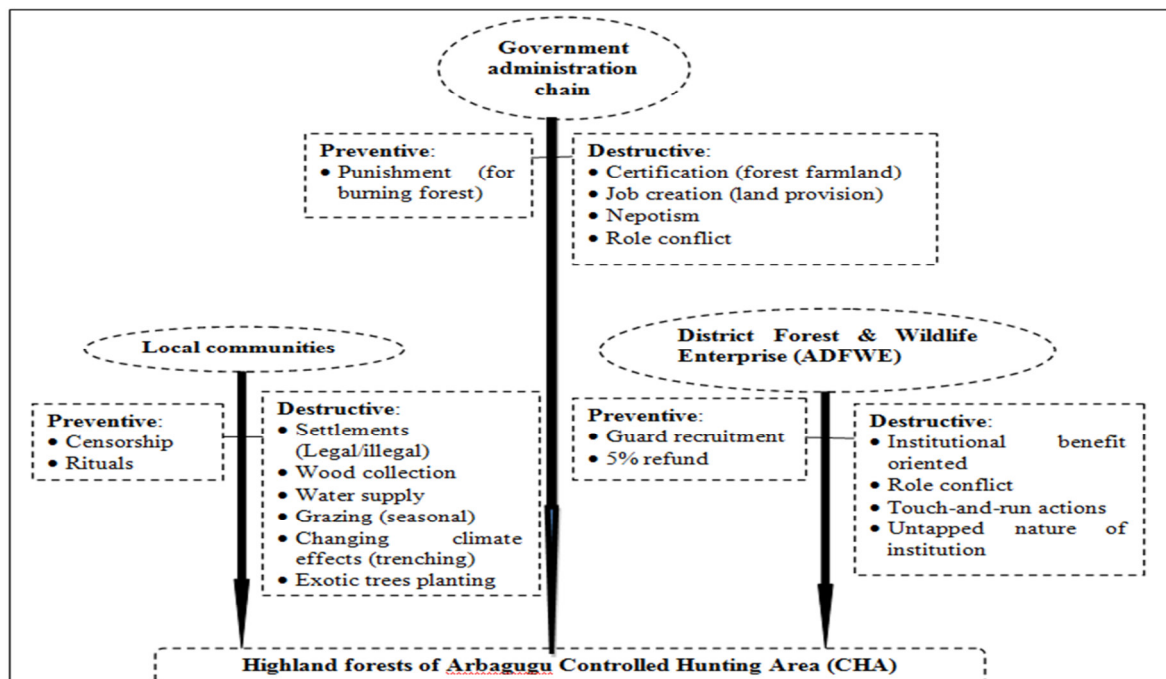 Government
administration
chain
Preventive:
• Punishment (for
burning forest)
Destructive:
• Certification (forest farmland)
• Job creation (land provision)
• Nepotism
• Role conflict
Local communities
Preventive:
• Censorship
• Rituals
Destructive:
• Settlements
(Legal/illegal)
• Wood collection
• Water supply
• Grazing (seasonal)
• Changing climate
effects (trenching)
• Exotic trees planting
District Forest & Wildlife
Enterprise (ADFWE)
Preventive:
• Guard recruitment
• 5% refund
Destructive:
• Institutional benefit
oriented
• Role conflict
• Touch-and-run actions
• Untapped nature of
institution
Highland forests of Arbagugu Controlled Hunting Area (CHA)